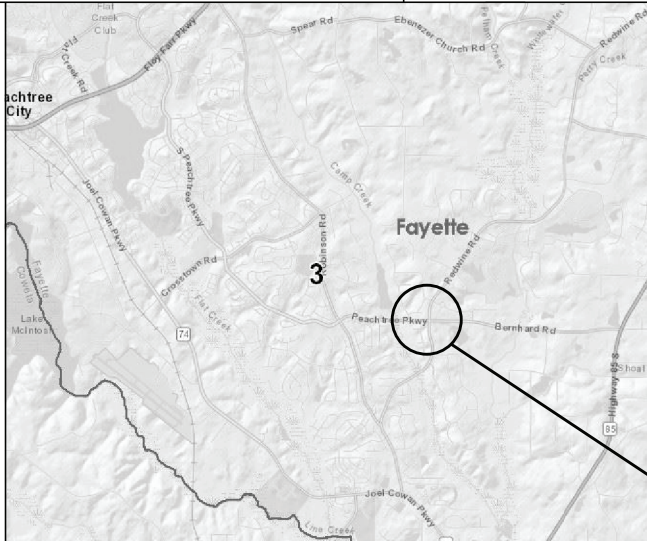 Flat
Creek
Club
Spear Rd
Ebenezer Church Rd
Redwine Rd
Petty Creek
Floy Farr Pkwy
Creek Rd
achtree
City
S Peachtree Pkwy
Joel Cowan Pkwy
Camp Creek
Robinson Rd
Fayette
Redwine Rd
Crosstown Rd
3
Flat Creek
Fayette
Coweta
Lake
McIntosh
74
Peachtree Pkwy
Bernhard Rd
Shoal
Highway 85 S
85
Joel Cowan Pkwy
Line Creek